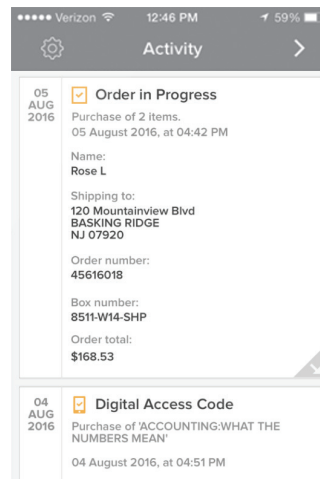 Verizon 12:46 PM 59%
Activity
05
AUG
2016
Order in Progress
Purchase of 2 items.
05 August 2016, at 04:42 PM
Name:
Rose L
Shipping to:
120 Mountainview Blvd
BASKING RIDGE
NJ 07920
Order number:
45616018
Box number:
8511-W14-SHP
Order total:
$168.53
04
AUG
2016
Digital Access Code
Purchase of 'ACCOUNTING:WHAT THE
NUMBERS MEAN'
04 August 2016, at 04:51 PM